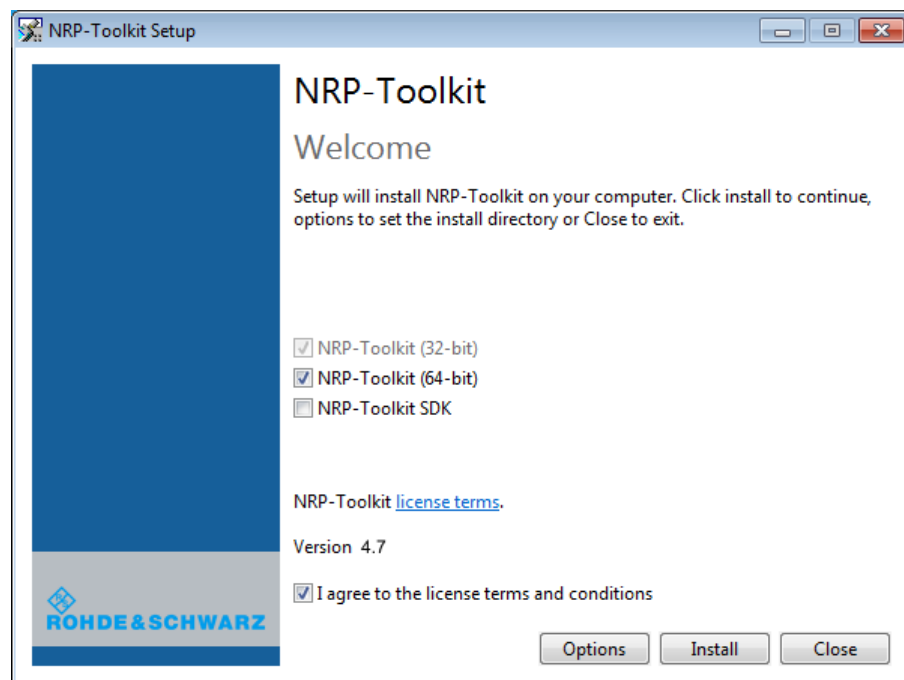 NRP-Toolkit Setup
NRP-Toolkit
Welcome
Setup will install NRP-Toolkit on your computer. Click install to continue,
options to set the install directory or Close to exit.
NRP-Toolkit (32-bit)
NRP-Toolkit (64-bit)
NRP-Toolkit SDK
NRP-Toolkit license terms.
Version 4.7
I agree to the license terms and conditions
ROHDE&SCHWARZ
Options Install Close